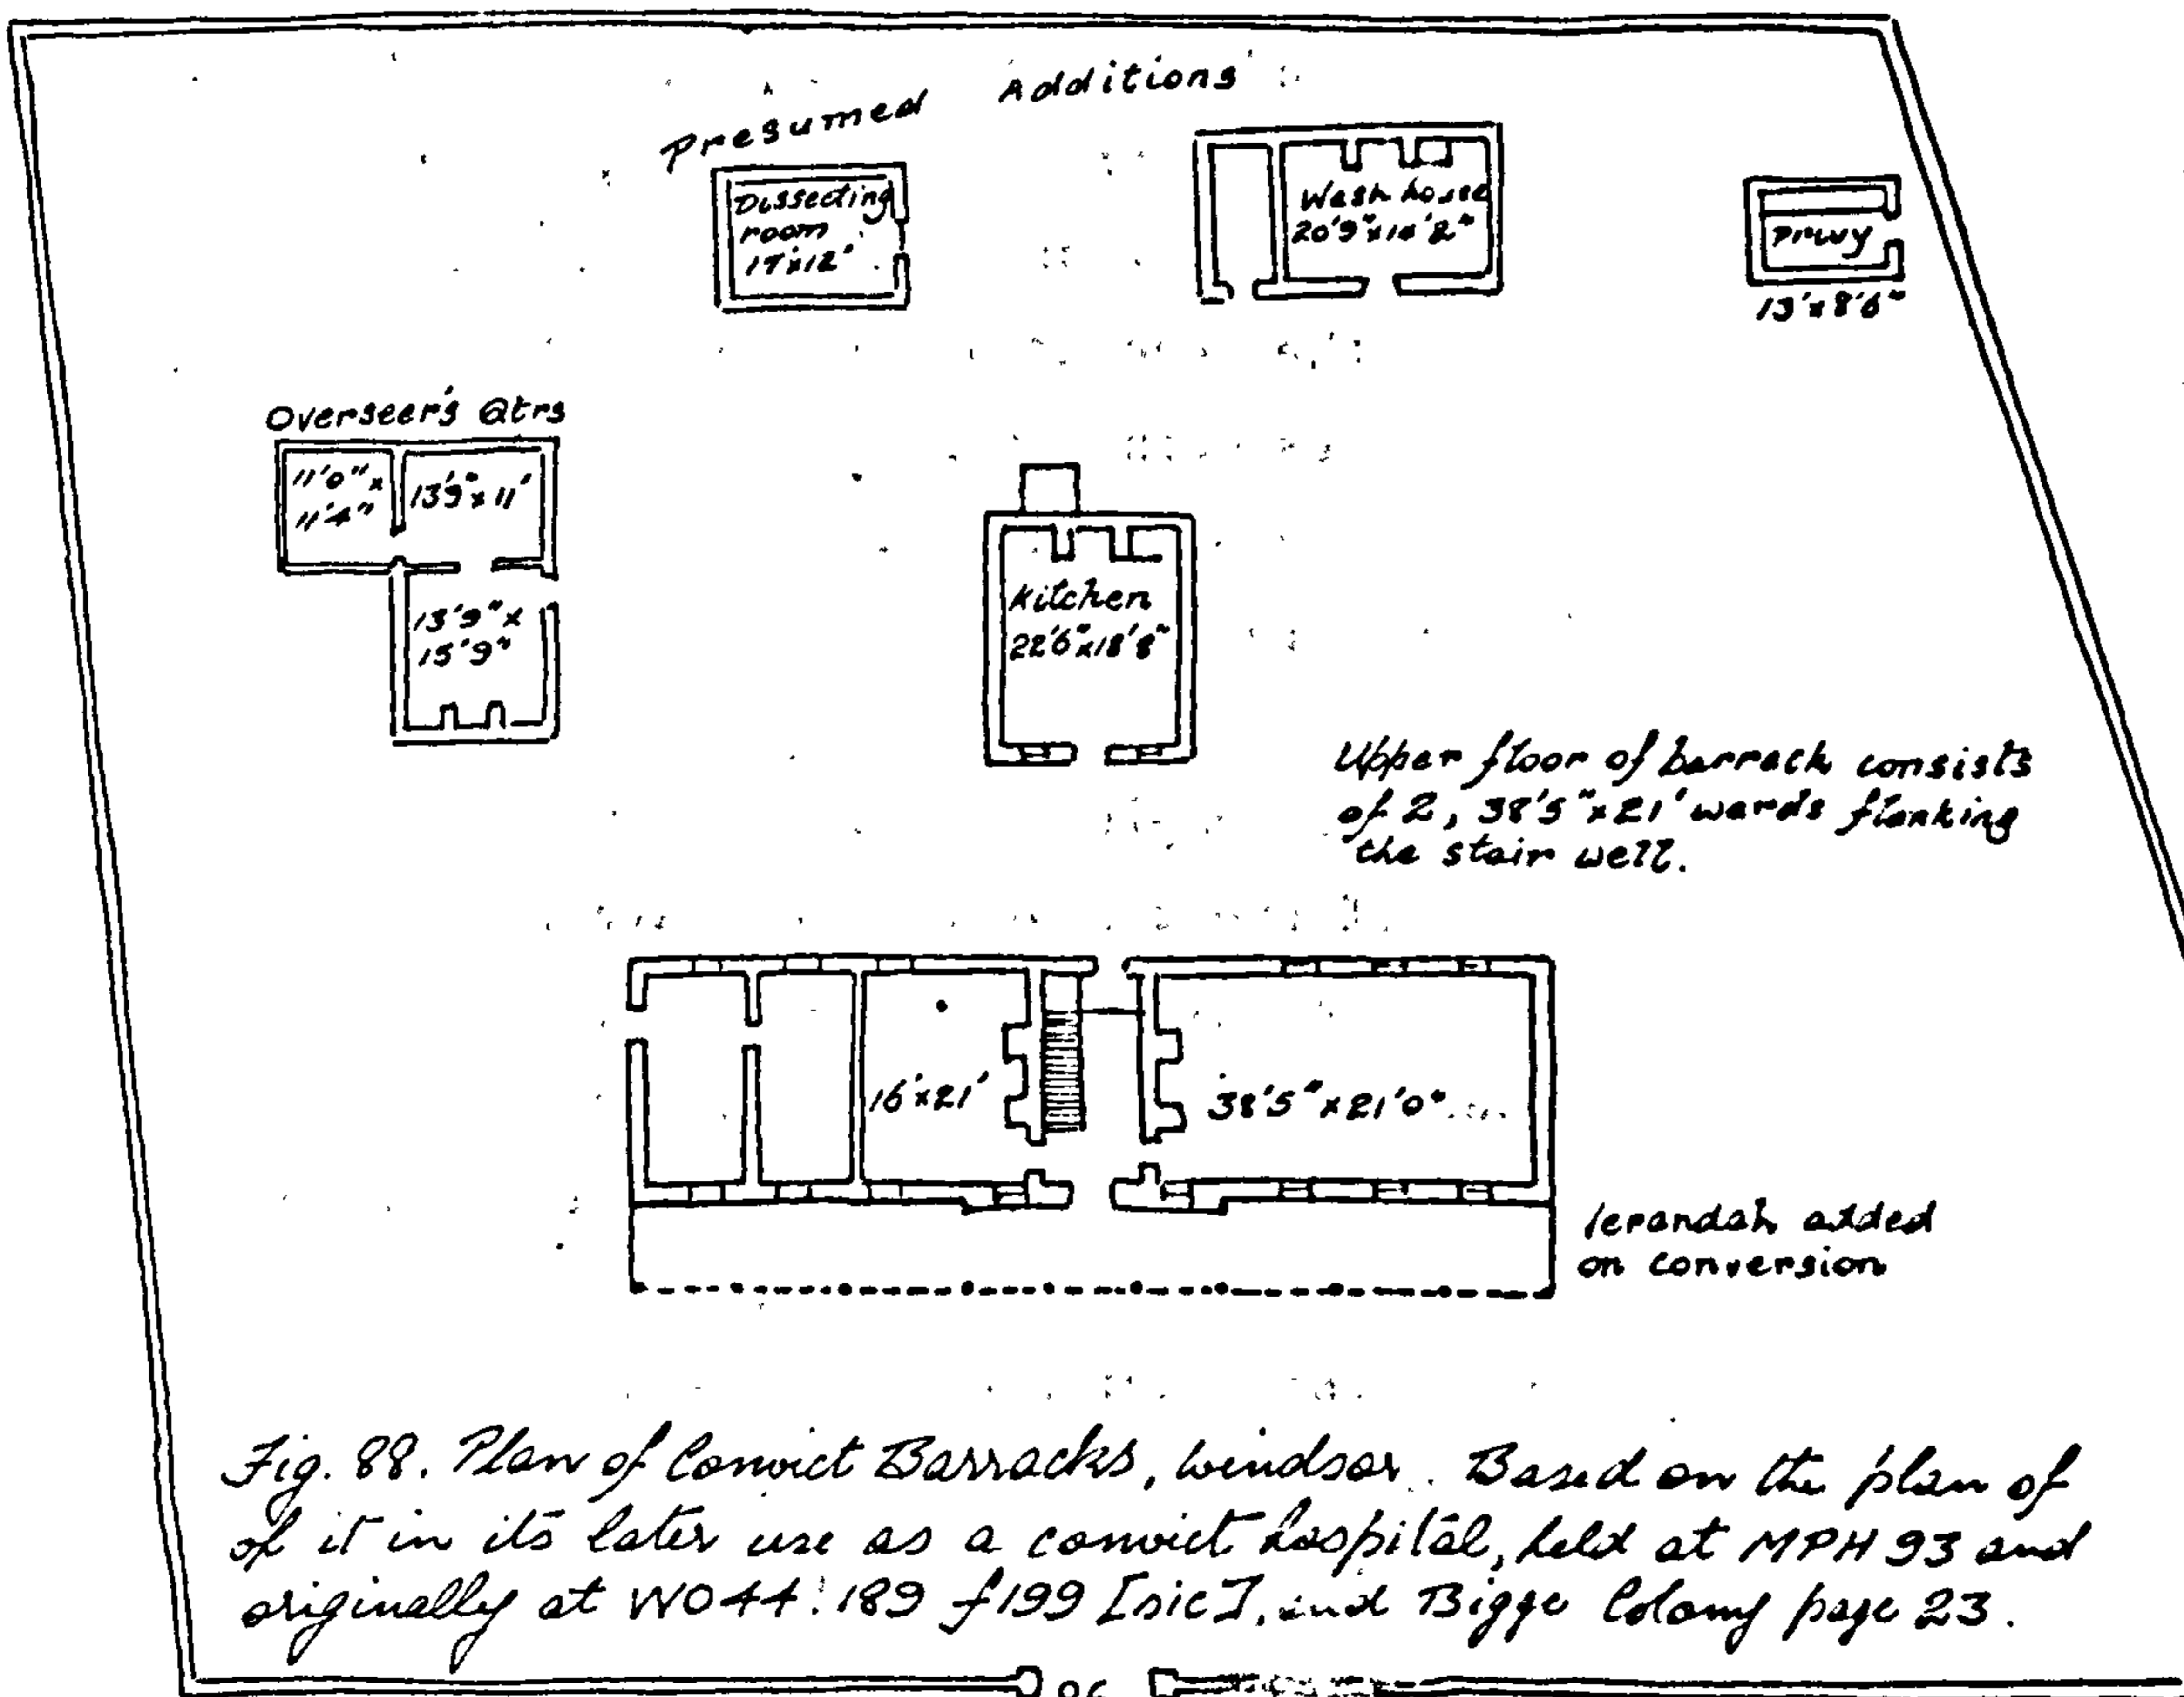 Presumed Additions
Dissecting
room
17'x12'
Wash house
20'9"x14'2"
Privy
13'x8'6"
Overseer's Qtrs
11'0" x
11'4"
13'9"x 11'
13'9" x
15'9"
Kitchen
22'6"x18'8"
Upper floor of barrack consists
of 2, 38'5"x21' wards flanking
the stair well.
16'x21'
38'5" x21'0"
Verandah added
on conversion
Fig. 88. Plan of Convict Barracks, Windsor. Based on the plan of
of it in its later use as a convict hospital, held at MPH 93 and
originally at WO44:189 f199 [sic], and Bigge Colony page 23.